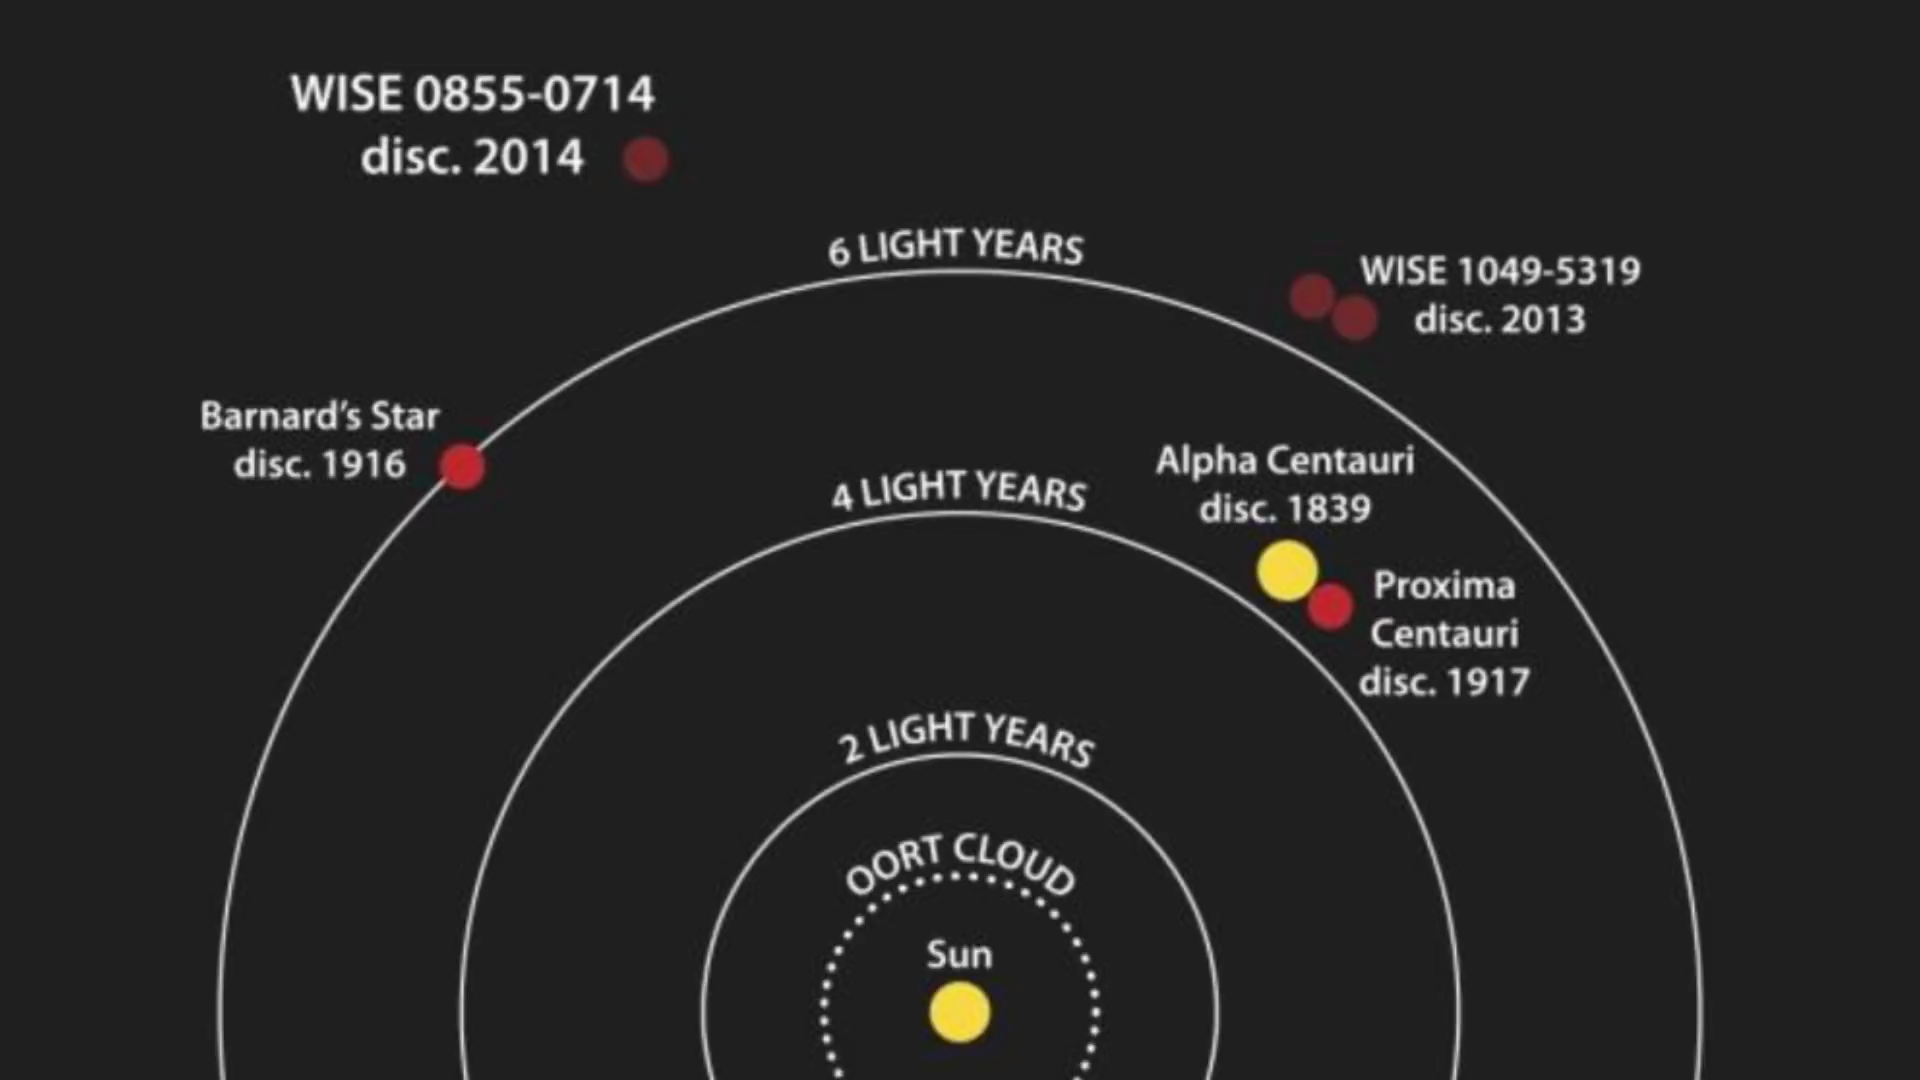 WISE 0855-0714
disc. 2014
6 LIGHT YEARS
WISE 1049-5319
disc. 2013
Barnard's Star
disc. 1916
4 LIGHT YEARS
Alpha Centauri
disc. 1839
Proxima
Centauri
disc. 1917
2 LIGHT YEARS
OORT CLOUD
Sun